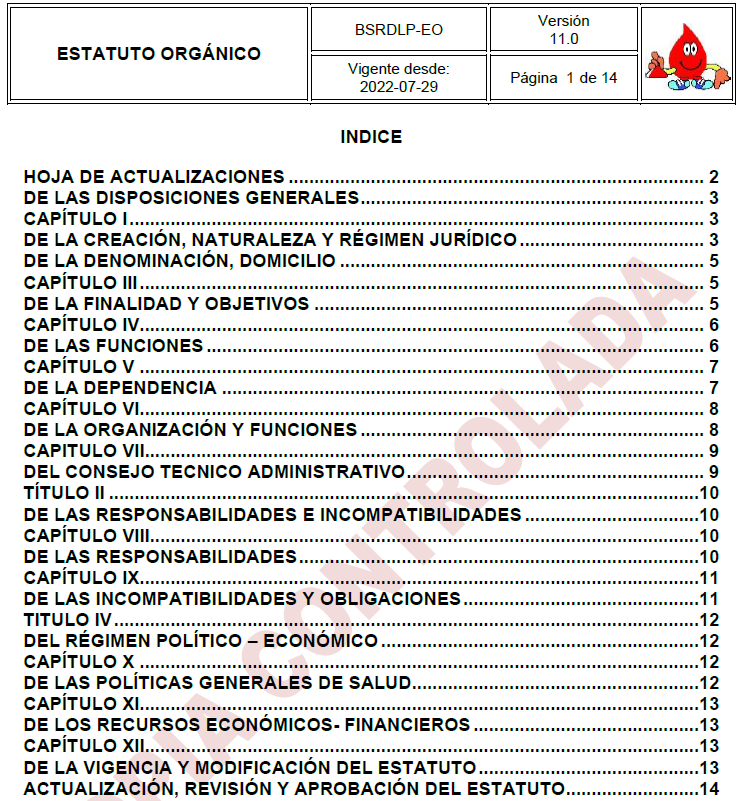 ESTATUTO ORGÁNICO
BSRDLP-EO
Versión
11.0
Vigente desde:
2022-07-29
Página 1 de 14
INDICE
HOJA DE ACTUALIZACIONES ........ 2
DE LAS DISPOSICIONES GENERALES........ 3
CAPÍTULO I........ 3
DE LA CREACIÓN, NATURALEZA Y RÉGIMEN JURÍDICO ........ 3
DE LA DENOMINACIÓN, DOMICILIO ........ 5
CAPÍTULO III........ 5
DE LA FINALIDAD Y OBJETIVOS ........ 5
CAPÍTULO IV........ 6
DE LAS FUNCIONES ........ 6
CAPÍTULO V ........ 7
DE LA DEPENDENCIA ........ 7
CAPÍTULO VI........ 8
DE LA ORGANIZACIÓN Y FUNCIONES ........ 8
CAPITULO VII........ 9
DEL CONSEJO TECNICO ADMINISTRATIVO........ 9
TÍTULO II ........10
DE LAS RESPONSABILIDADES E INCOMPATIBILIDADES ........10
CAPÍTULO VIII........10
DE LAS RESPONSABILIDADES........10
CAPÍTULO IX........11
DE LAS INCOMPATIBILIDADES Y OBLIGACIONES........11
TITULO IV ........12
DEL RÉGIMEN POLÍTICO – ECONÓMICO ........12
CAPÍTULO X ........12
DE LAS POLÍTICAS GENERALES DE SALUD........12
CAPÍTULO XI........13
DE LOS RECURSOS ECONÓMICOS- FINANCIEROS ........13
CAPÍTULO XII........13
DE LA VIGENCIA Y MODIFICACIÓN DEL ESTATUTO........13
ACTUALIZACIÓN, REVISIÓN Y APROBACIÓN DEL ESTATUTO........14
PIA CONTROLADA